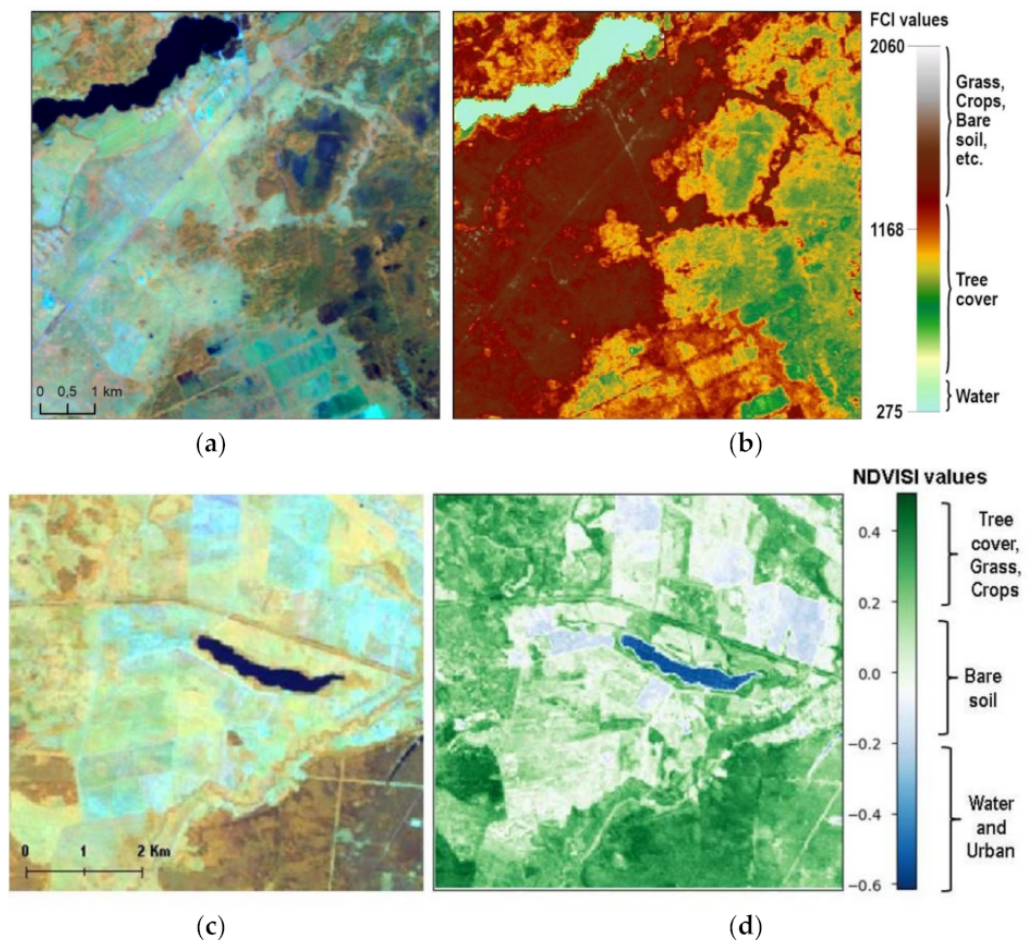 FCI values
2060
Grass,
Crops,
Bare
soil,
etc.
1168
Tree
cover
Water
275
0 0,5 1 km
(a)
(b)
NDVISI values
0.4
Tree
cover,
Grass,
Crops
0.2
0.0
Bare
soil
−0.2
−0.4
Water
and
Urban
−0.6
0 1 2 Km
(c)
(d)